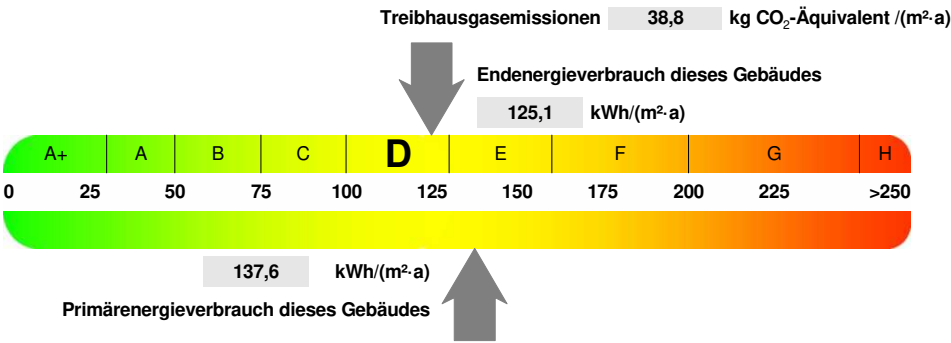 Treibhausgasemissionen 38,8 kg CO₂-Äquivalent /(m²·a)
Endenergieverbrauch dieses Gebäudes
125,1 kWh/(m²·a)
A+ A B C D E F G H
0 25 50 75 100 125 150 175 200 225 >250
137,6 kWh/(m²·a)
Primärenergieverbrauch dieses Gebäudes